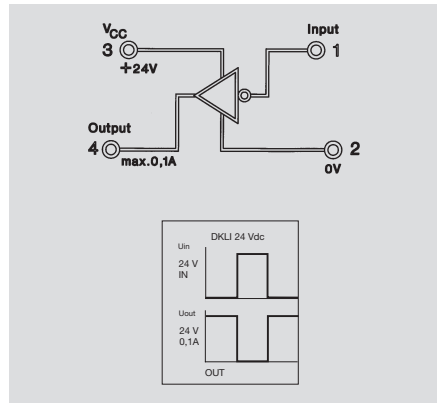 VCC
3
+24V
Input
1
Output
4
max.0,1A
2
0V
DKLI 24 Vdc
Uin
24 V
IN
Uout
24 V
0,1A
OUT